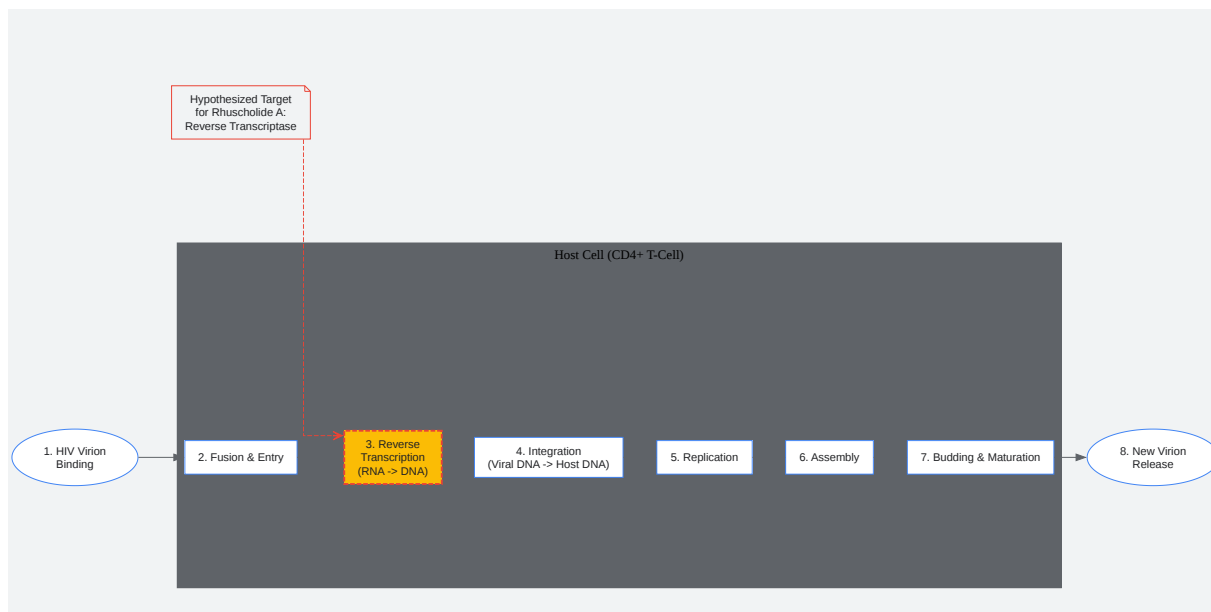 Hypothesized Target
for Rhuscholide A:
Reverse Transcriptase
Host Cell (CD4+ T-Cell)
1. HIV Virion
Binding
2. Fusion & Entry
3. Reverse
Transcription
(RNA -> DNA)
4. Integration
(Viral DNA -> Host DNA)
5. Replication
6. Assembly
7. Budding & Maturation
8. New Virion
Release